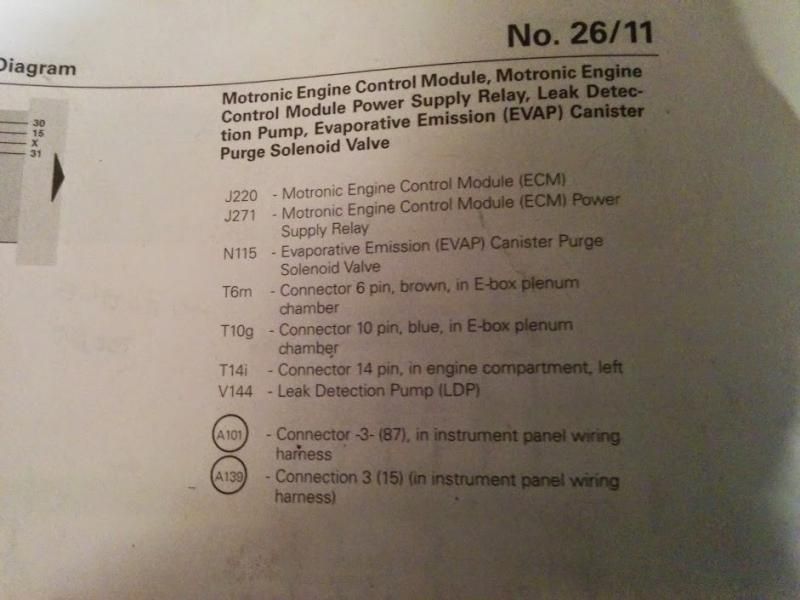 No. 26/11
Diagram
Motronic Engine Control Module, Motronic Engine
Control Module Power Supply Relay, Leak Detec-
tion Pump, Evaporative Emission (EVAP) Canister
Purge Solenoid Valve
30
15
X
31
J220 - Motronic Engine Control Module (ECM)
J271 - Motronic Engine Control Module (ECM) Power
Supply Relay
N115 - Evaporative Emission (EVAP) Canister Purge
Solenoid Valve
T6m - Connector 6 pin, brown, in E-box plenum
chamber
T10g - Connector 10 pin, blue, in E-box plenum
chamber
T14i - Connector 14 pin, in engine compartment, left
V144 - Leak Detection Pump (LDP)
A101 - Connector -3- (87), in instrument panel wiring
harness
A139 - Connection 3 (15) (in instrument panel wiring
harness)